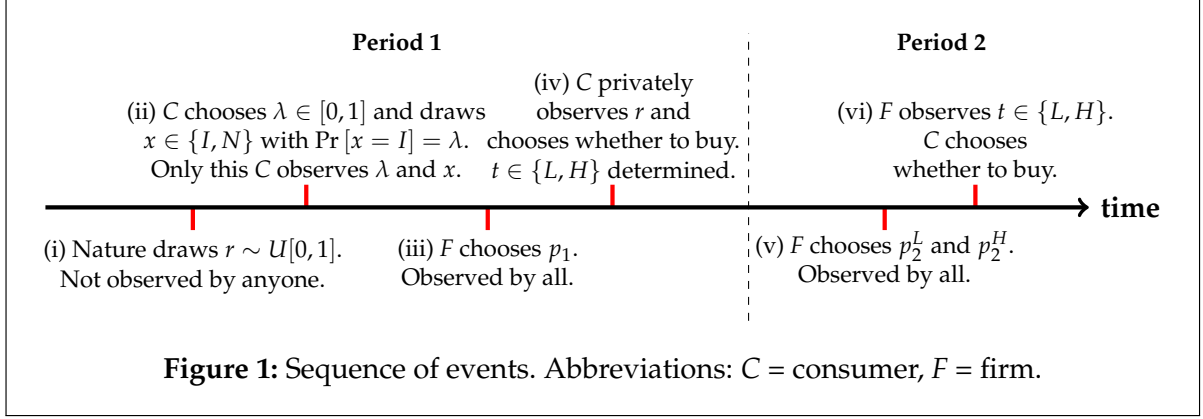 Period 1
Period 2
(ii) C chooses λ ∈ [0, 1] and draws
x ∈ {I, N} with Pr [x = I] = λ.
Only this C observes λ and x.
(iv) C privately
observes r and
chooses whether to buy.
t ∈ {L, H} determined.
(vi) F observes t ∈ {L, H}.
C chooses
whether to buy.
time
(i) Nature draws r ∼ U[0, 1].
Not observed by anyone.
(iii) F chooses p₁.
Observed by all.
(v) F chooses p₂ᴸ and p₂ᴴ.
Observed by all.
Figure 1: Sequence of events. Abbreviations: C = consumer, F = firm.